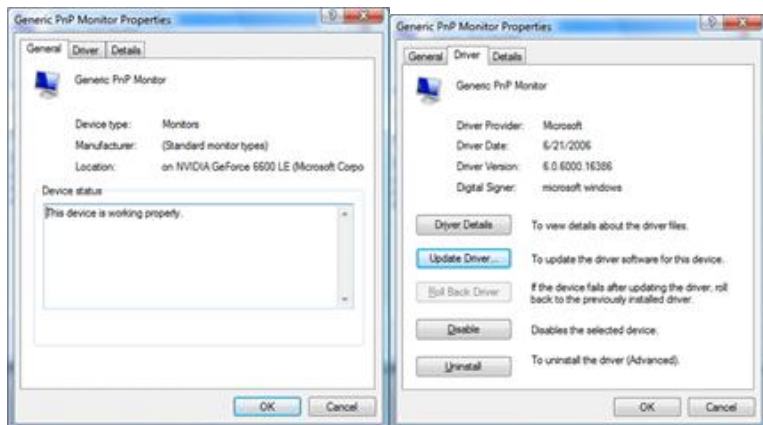 Generic PnP Monitor Properties
General Driver Details
Generic PnP Monitor
Device type: Monitors
Manufacturer: (Standard monitor types)
Location: on NVIDIA GeForce 6600 LE (Microsoft Corpo
Device status
This device is working properly.
OK Cancel
Generic PnP Monitor Properties
General Driver Details
Generic PnP Monitor
Driver Provider: Microsoft
Driver Date: 6/21/2006
Driver Version: 6.0.6000.16386
Digital Signer: microsoft windows
Driver Details To view details about the driver files.
Update Driver... To update the driver software for this device.
Roll Back Driver If the device fails after updating the driver, roll
back to the previously installed driver.
Disable Disables the selected device.
Uninstall To uninstall the driver (Advanced).
OK Cancel